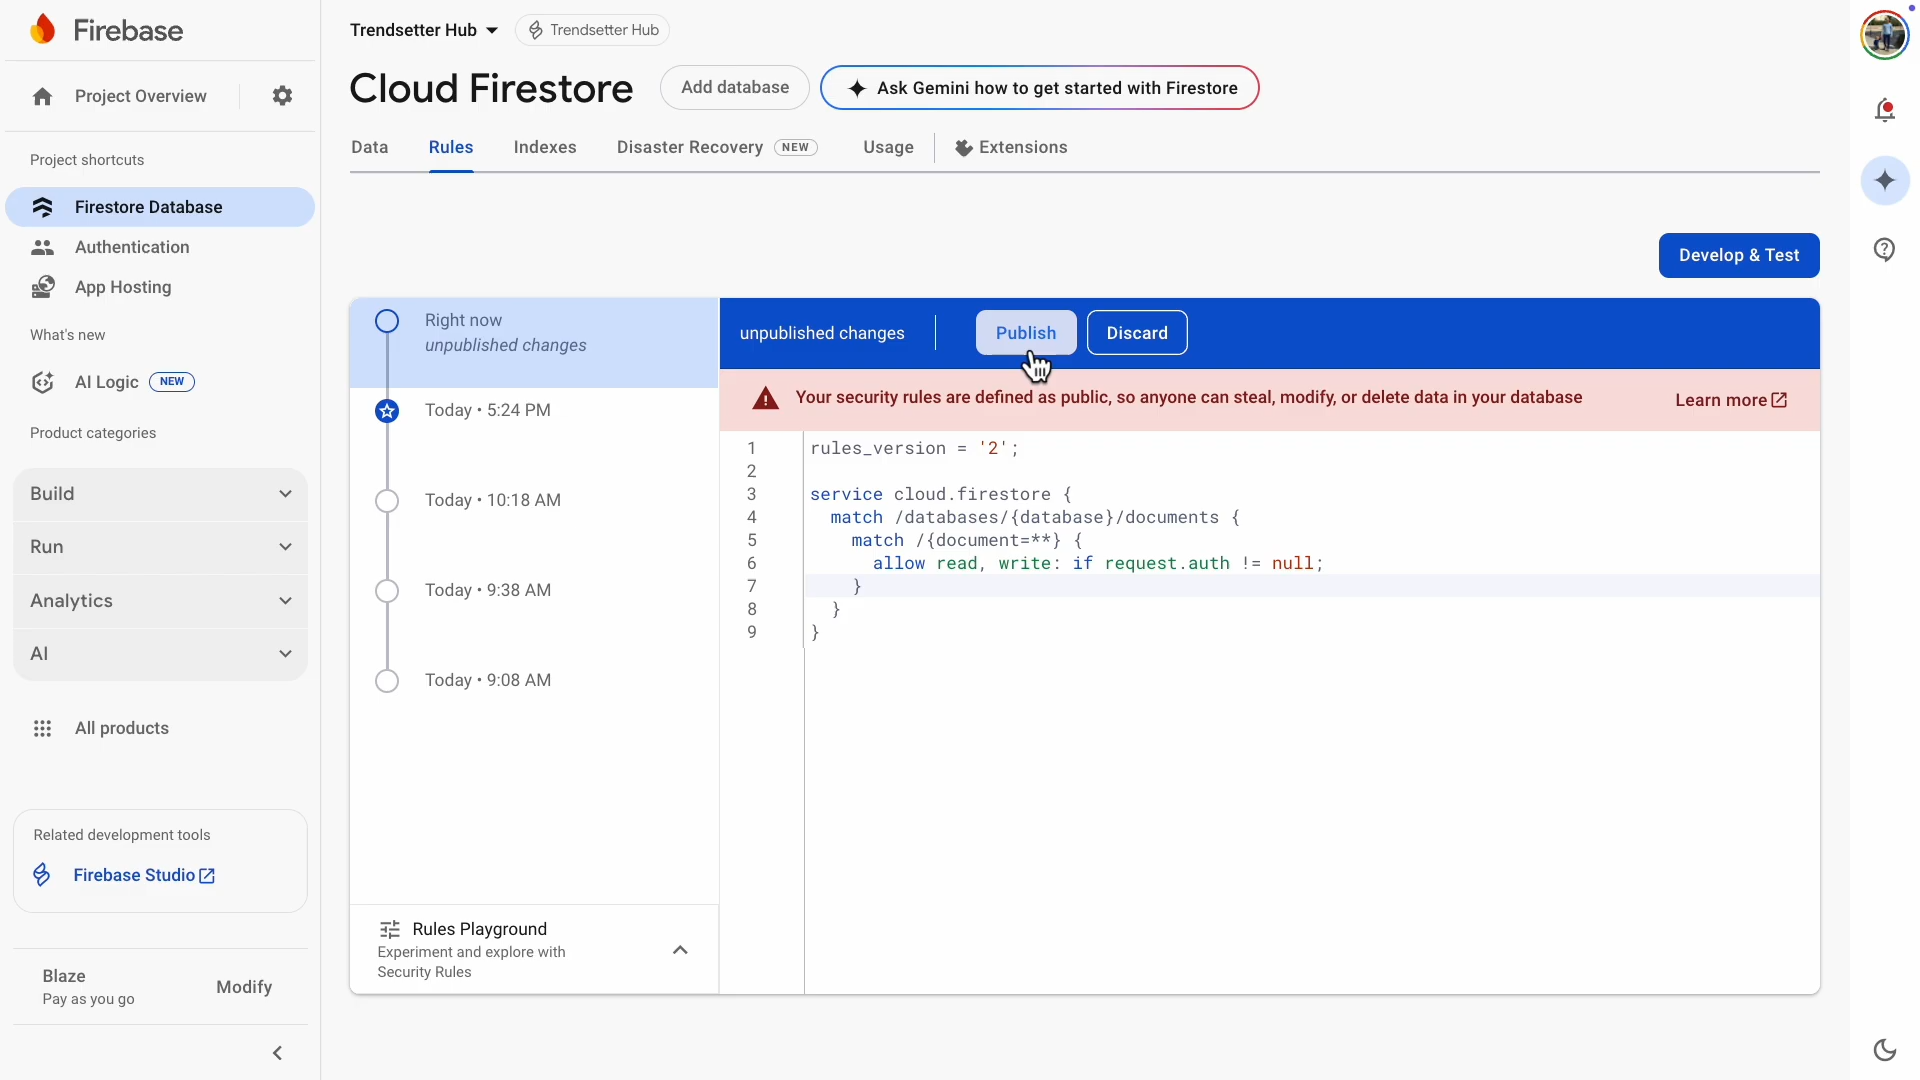 Firebase
Project Overview
Project shortcuts
Firestore Database
Authentication
App Hosting
What's new
AI Logic NEW
Product categories
Build
Run
Analytics
AI
All products
Related development tools
Firebase Studio
Blaze
Pay as you go
Modify
Trendsetter Hub
Trendsetter Hub
Cloud Firestore
Add database
Ask Gemini how to get started with Firestore
Data
Rules
Indexes
Disaster Recovery NEW
Usage
Extensions
Develop & Test
Right now
unpublished changes
Today • 5:24 PM
Today • 10:18 AM
Today • 9:38 AM
Today • 9:08 AM
Rules Playground
Experiment and explore with
Security Rules
unpublished changes
Publish
Discard
Your security rules are defined as public, so anyone can steal, modify, or delete data in your database
Learn more
1 rules_version = '2';
2
3 service cloud.firestore {
4 match /databases/{database}/documents {
5 match /{document=**} {
6 allow read, write: if request.auth != null;
7 }
8 }
9 }